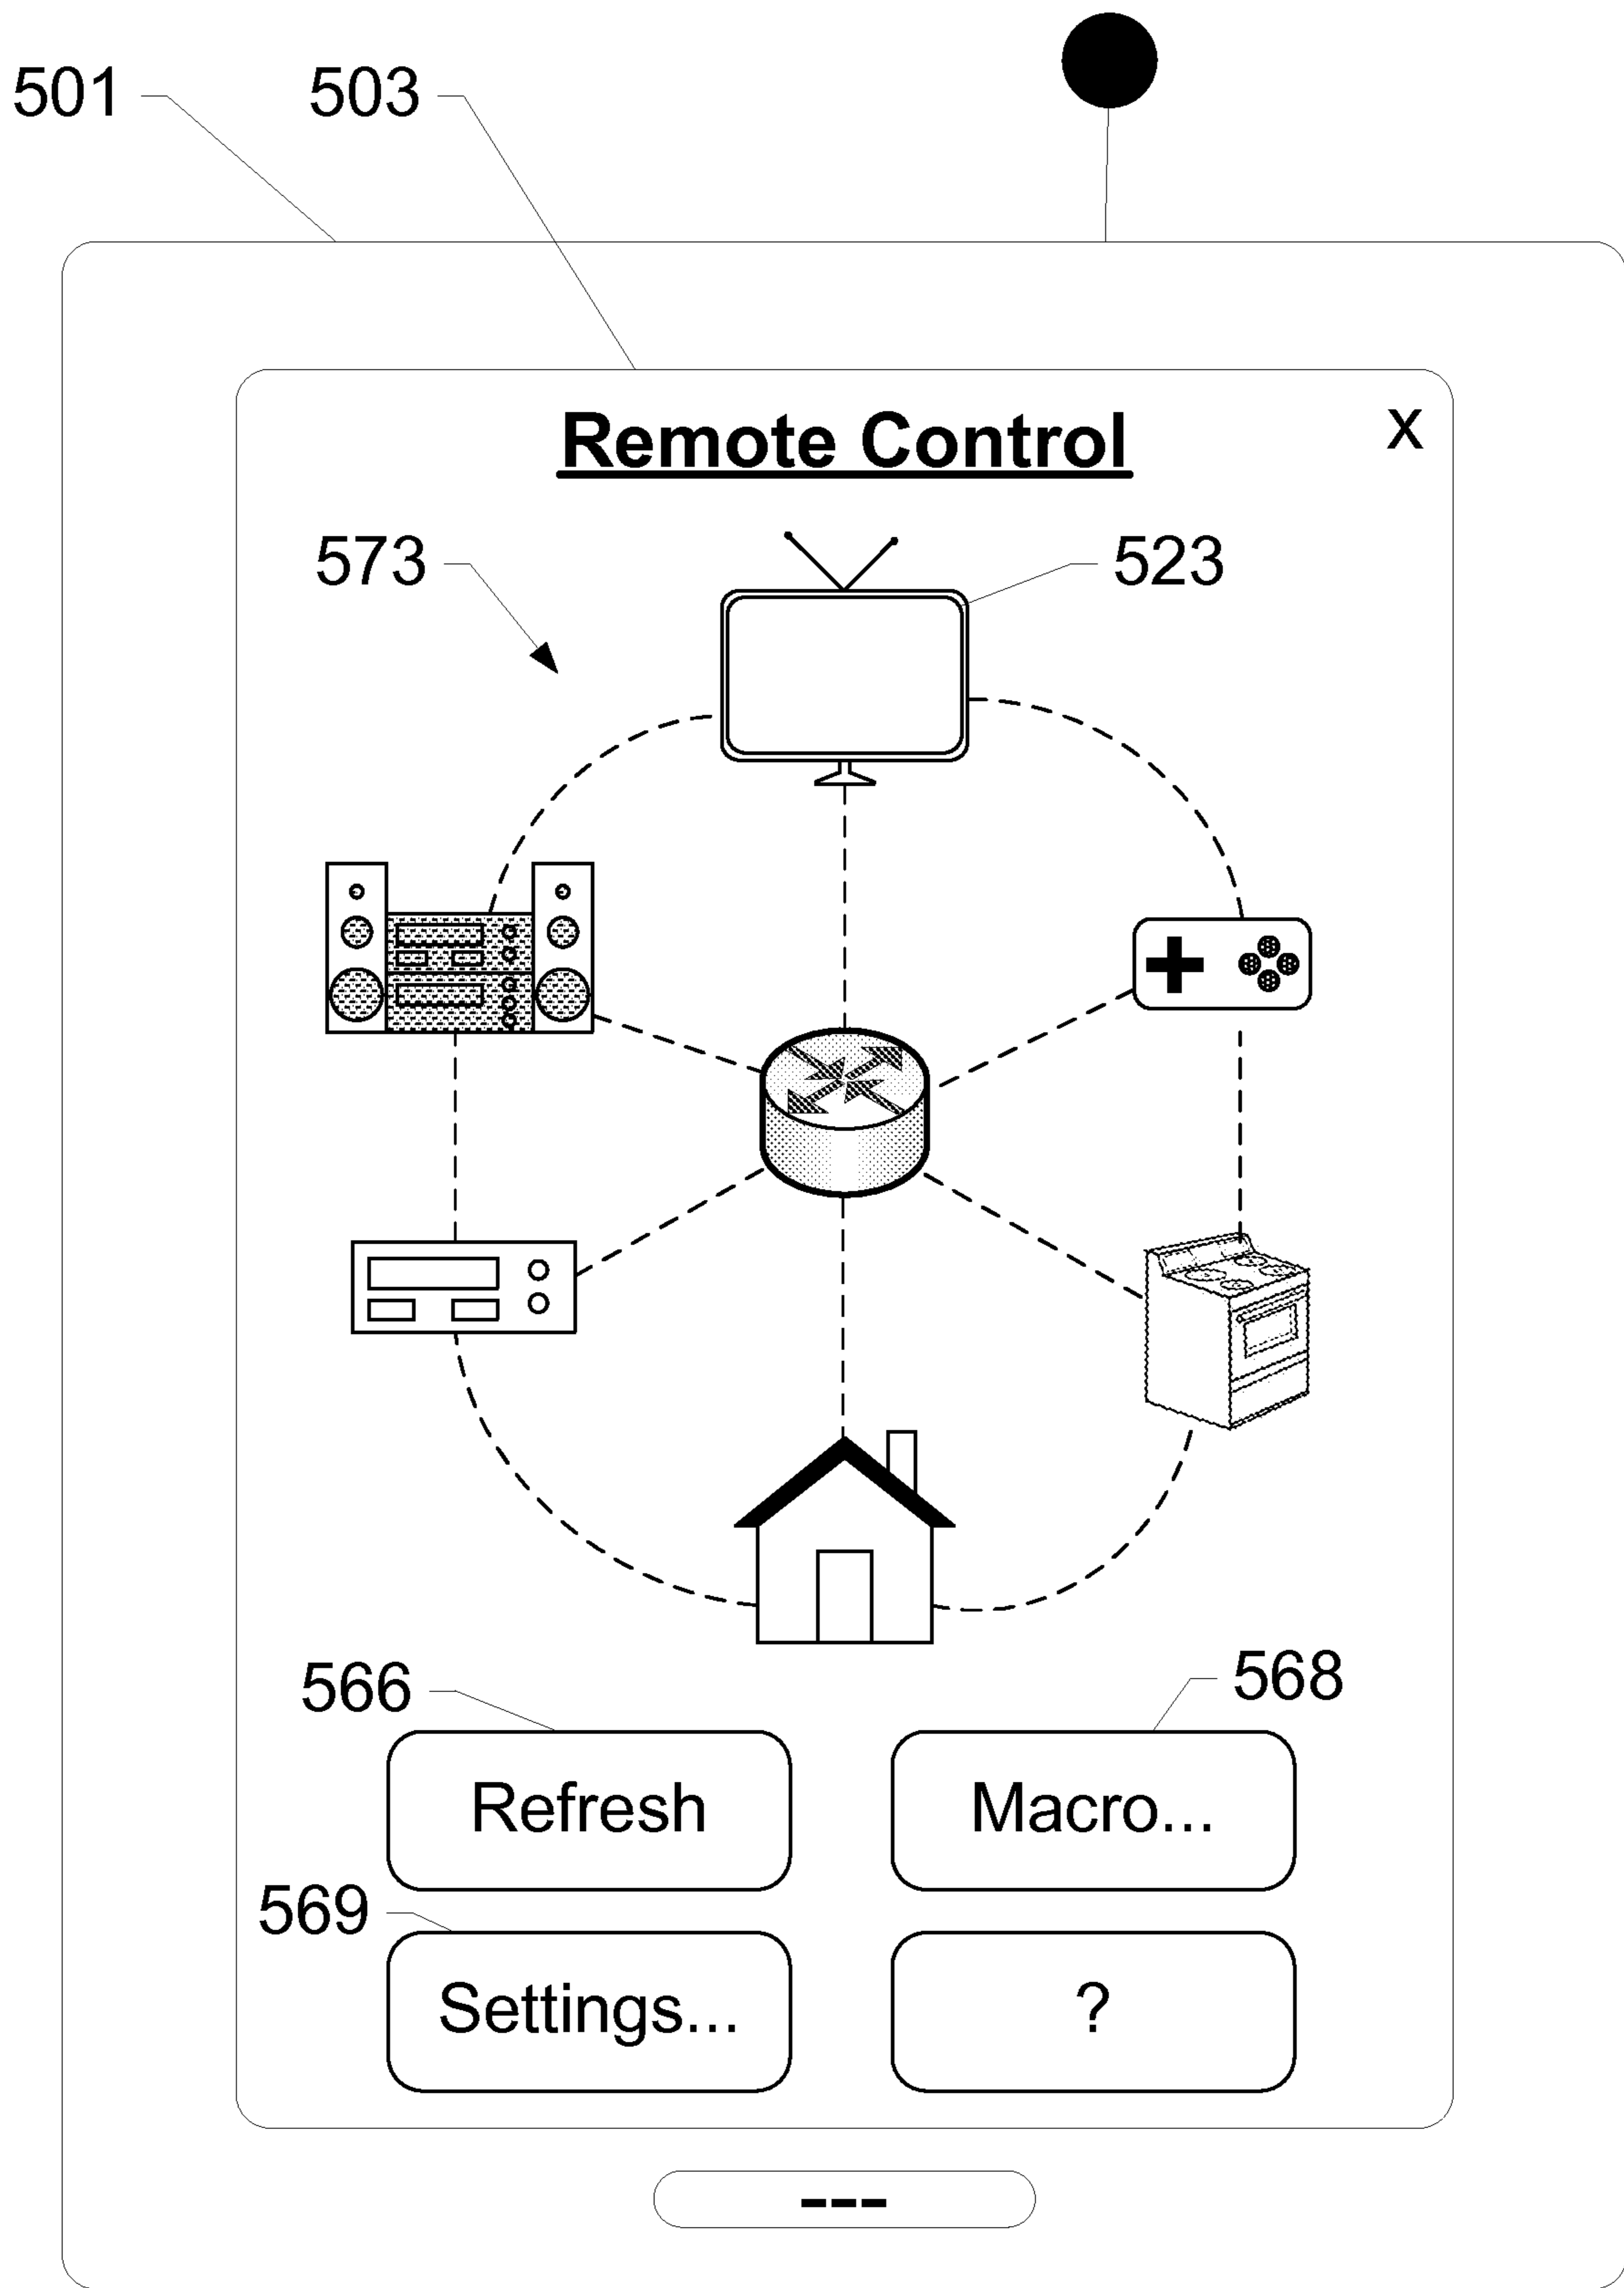 501
503
Remote Control
X
573
523
566
568
Refresh
Macro...
569
Settings...
?
---